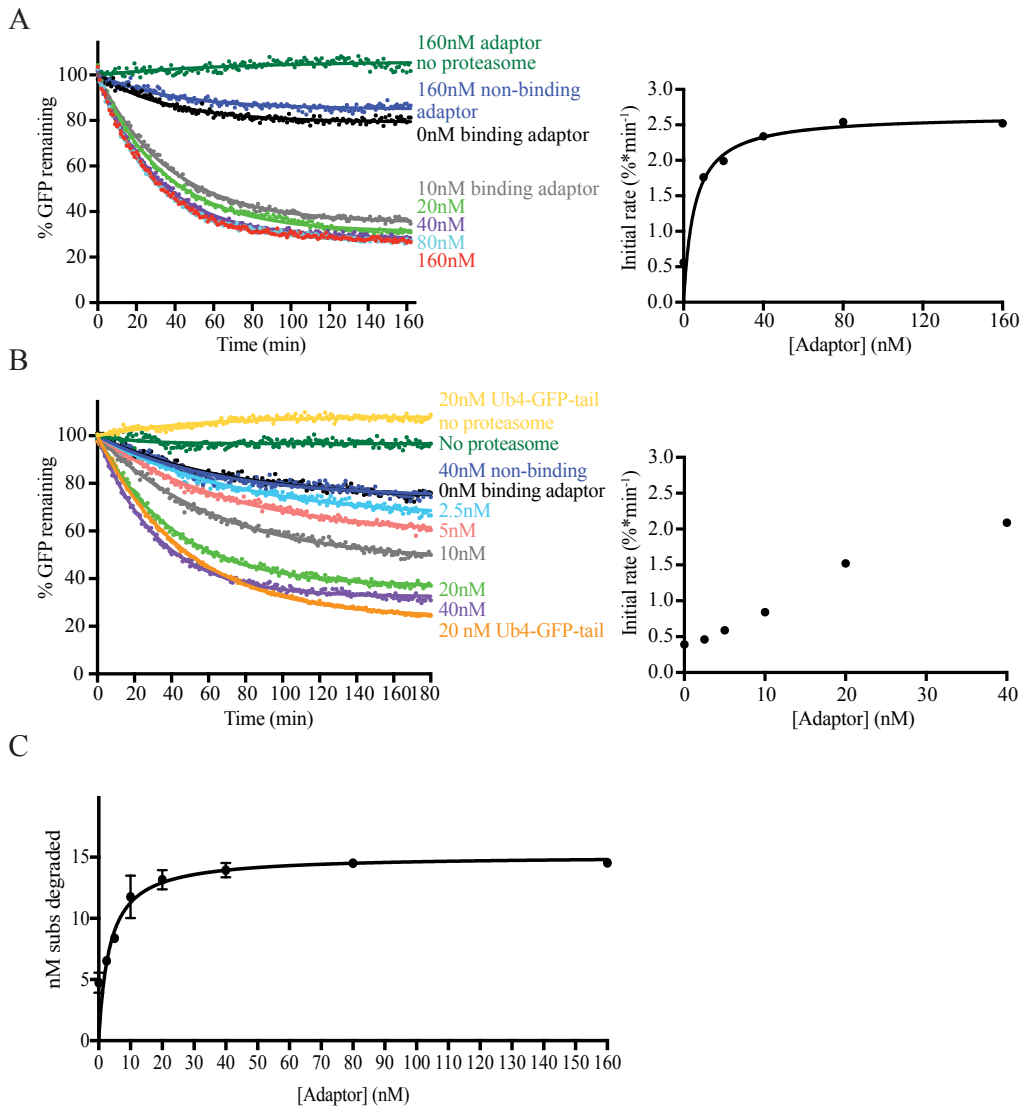 A
% GFP remaining
100
80
60
40
20
0
0 20 40 60 80 100 120 140 160
Time (min)
160nM adaptor
no proteasome
160nM non-binding
adaptor
0nM binding adaptor
10nM binding adaptor
20nM
40nM
80nM
160nM
Initial rate (%*min⁻¹)
3.0
2.5
2.0
1.5
1.0
0.5
0.0
0 40 80 120 160
[Adaptor] (nM)
B
% GFP remaining
100
80
60
40
20
0
0 20 40 60 80 100 120 140 160 180
Time (min)
20nM Ub4-GFP-tail
no proteasome
No proteasome
40nM non-binding
0nM binding adaptor
2.5nM
5nM
10nM
20nM
40nM
20 nM Ub4-GFP-tail
Initial rate (%*min⁻¹)
3.0
2.5
2.0
1.5
1.0
0.5
0.0
0 10 20 30 40
[Adaptor] (nM)
C
nM subs degraded
15
10
5
0
0 10 20 30 40 50 60 70 80 90 100 110 120 130 140 150 160
[Adaptor] (nM)